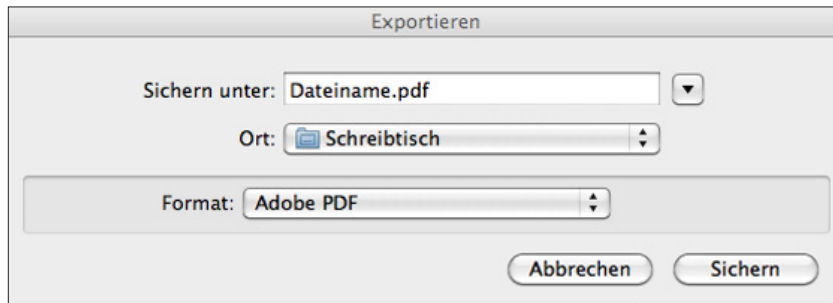 Exportieren
Sichern unter: Dateiname.pdf
Ort: Schreibtisch
Format: Adobe PDF
Abbrechen Sichern